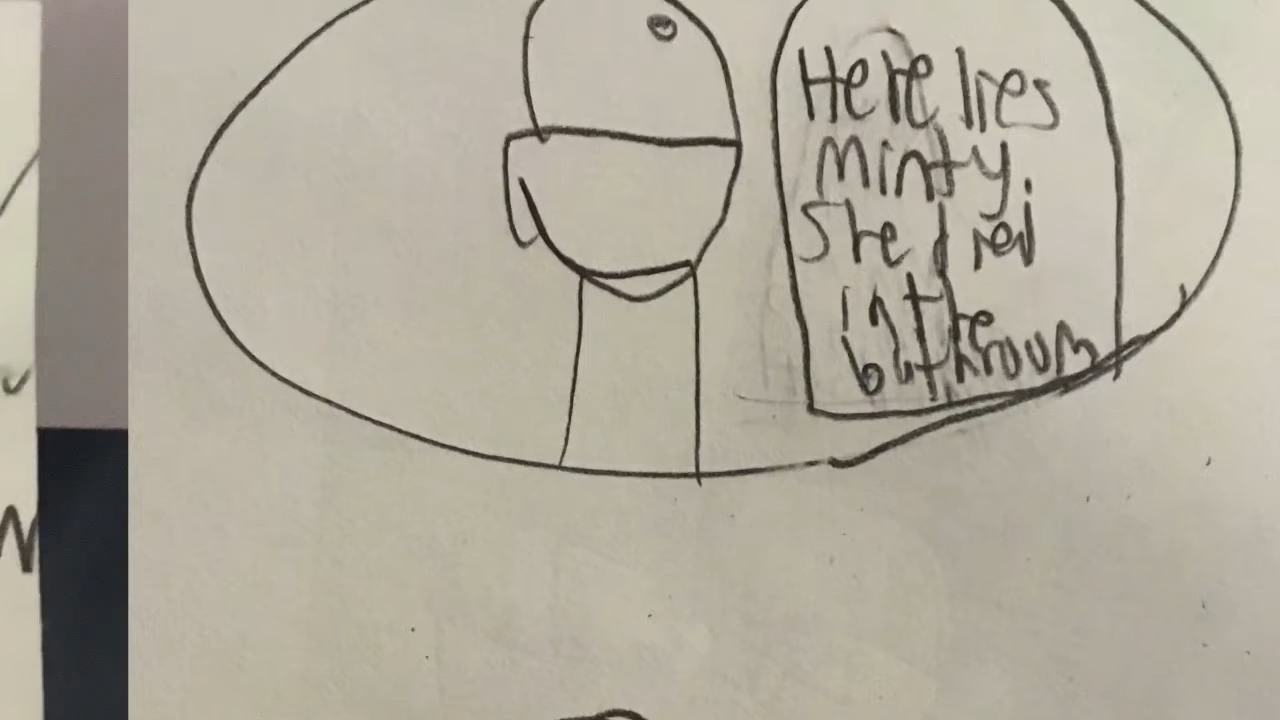 Here lies
Minty.
She died
in the
bathroom
N